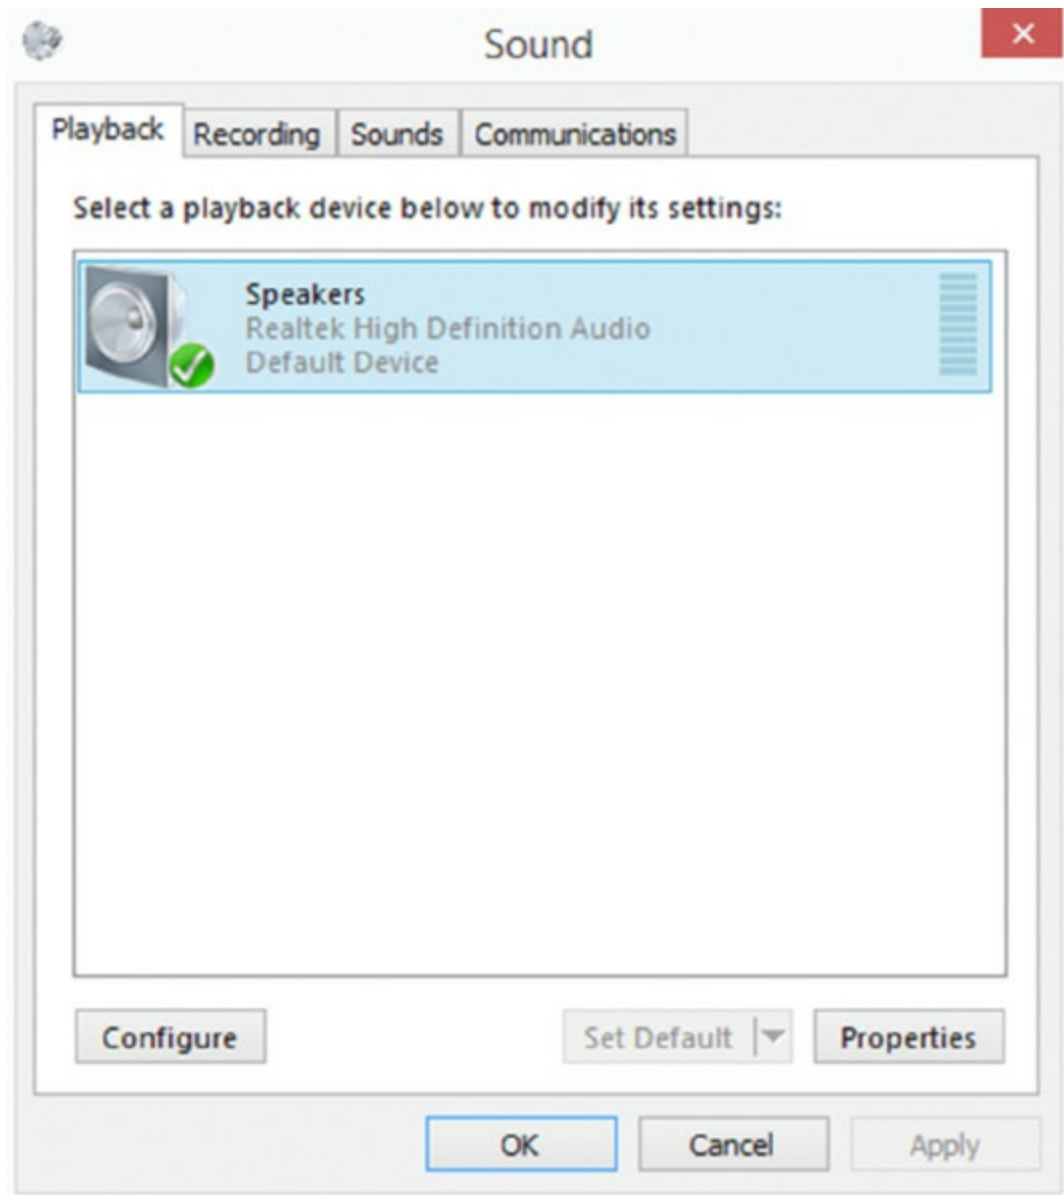 Sound
Playback Recording Sounds Communications
Select a playback device below to modify its settings:
Speakers
Realtek High Definition Audio
Default Device
Configure Set Default Properties
OK Cancel Apply